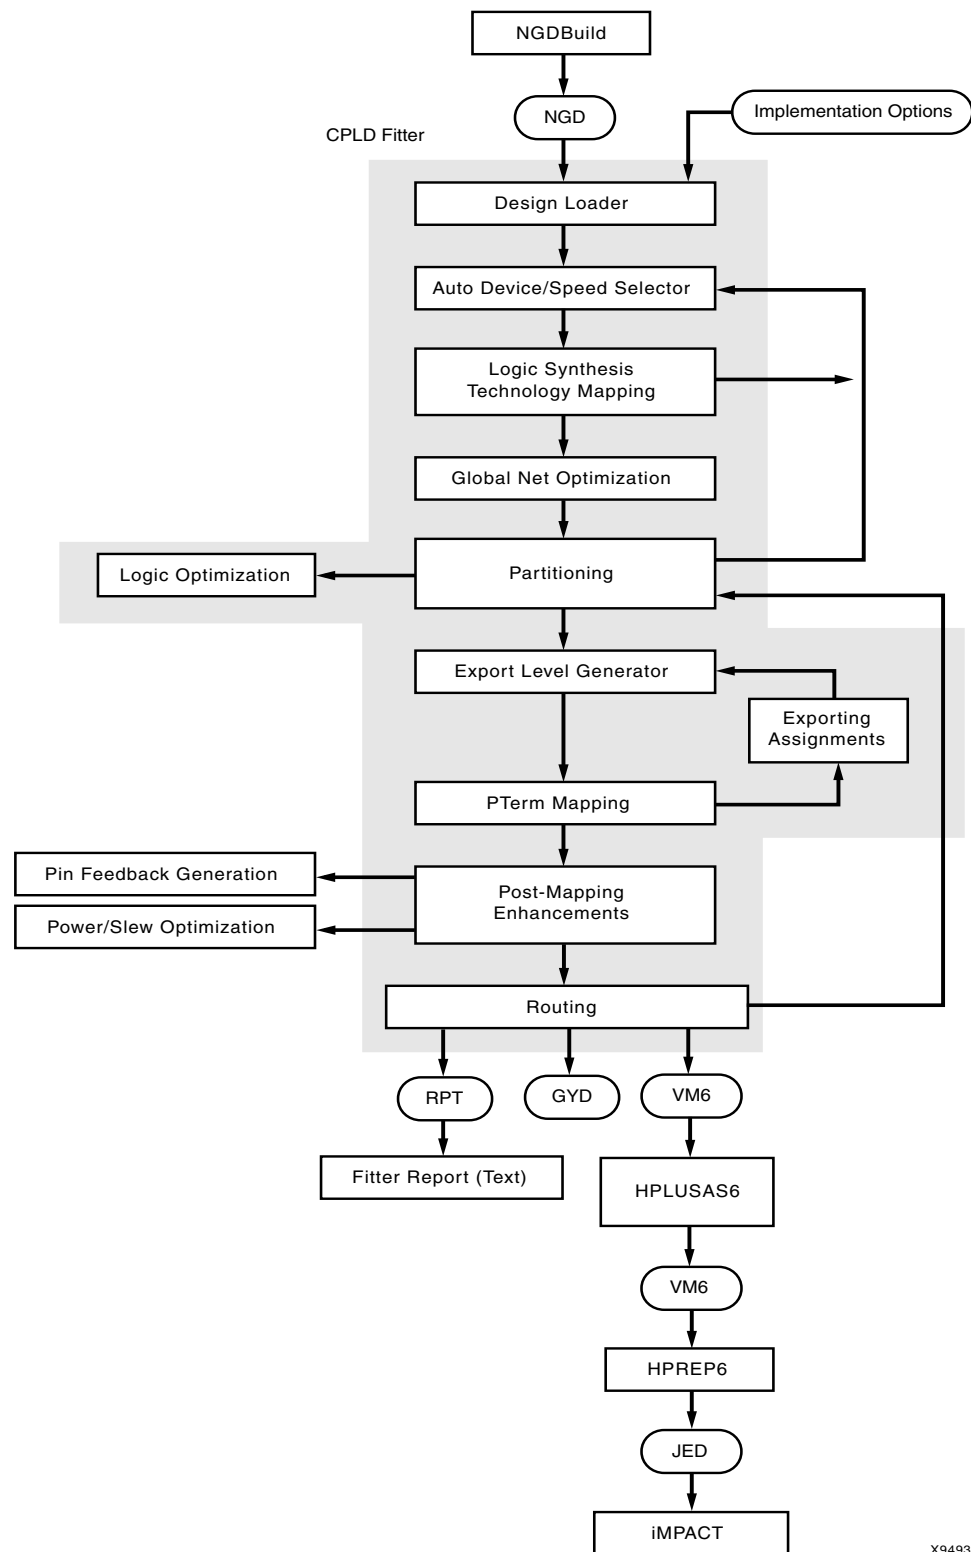 NGDBuild
NGD
Implementation Options
CPLD Fitter
Design Loader
Auto Device/Speed Selector
Logic Synthesis
Technology Mapping
Global Net Optimization
Logic Optimization
Partitioning
Export Level Generator
Exporting
Assignments
PTerm Mapping
Pin Feedback Generation
Post-Mapping
Enhancements
Power/Slew Optimization
Routing
RPT
GYD
VM6
Fitter Report (Text)
HPLUSAS6
VM6
HPREP6
JED
iMPACT
X9493